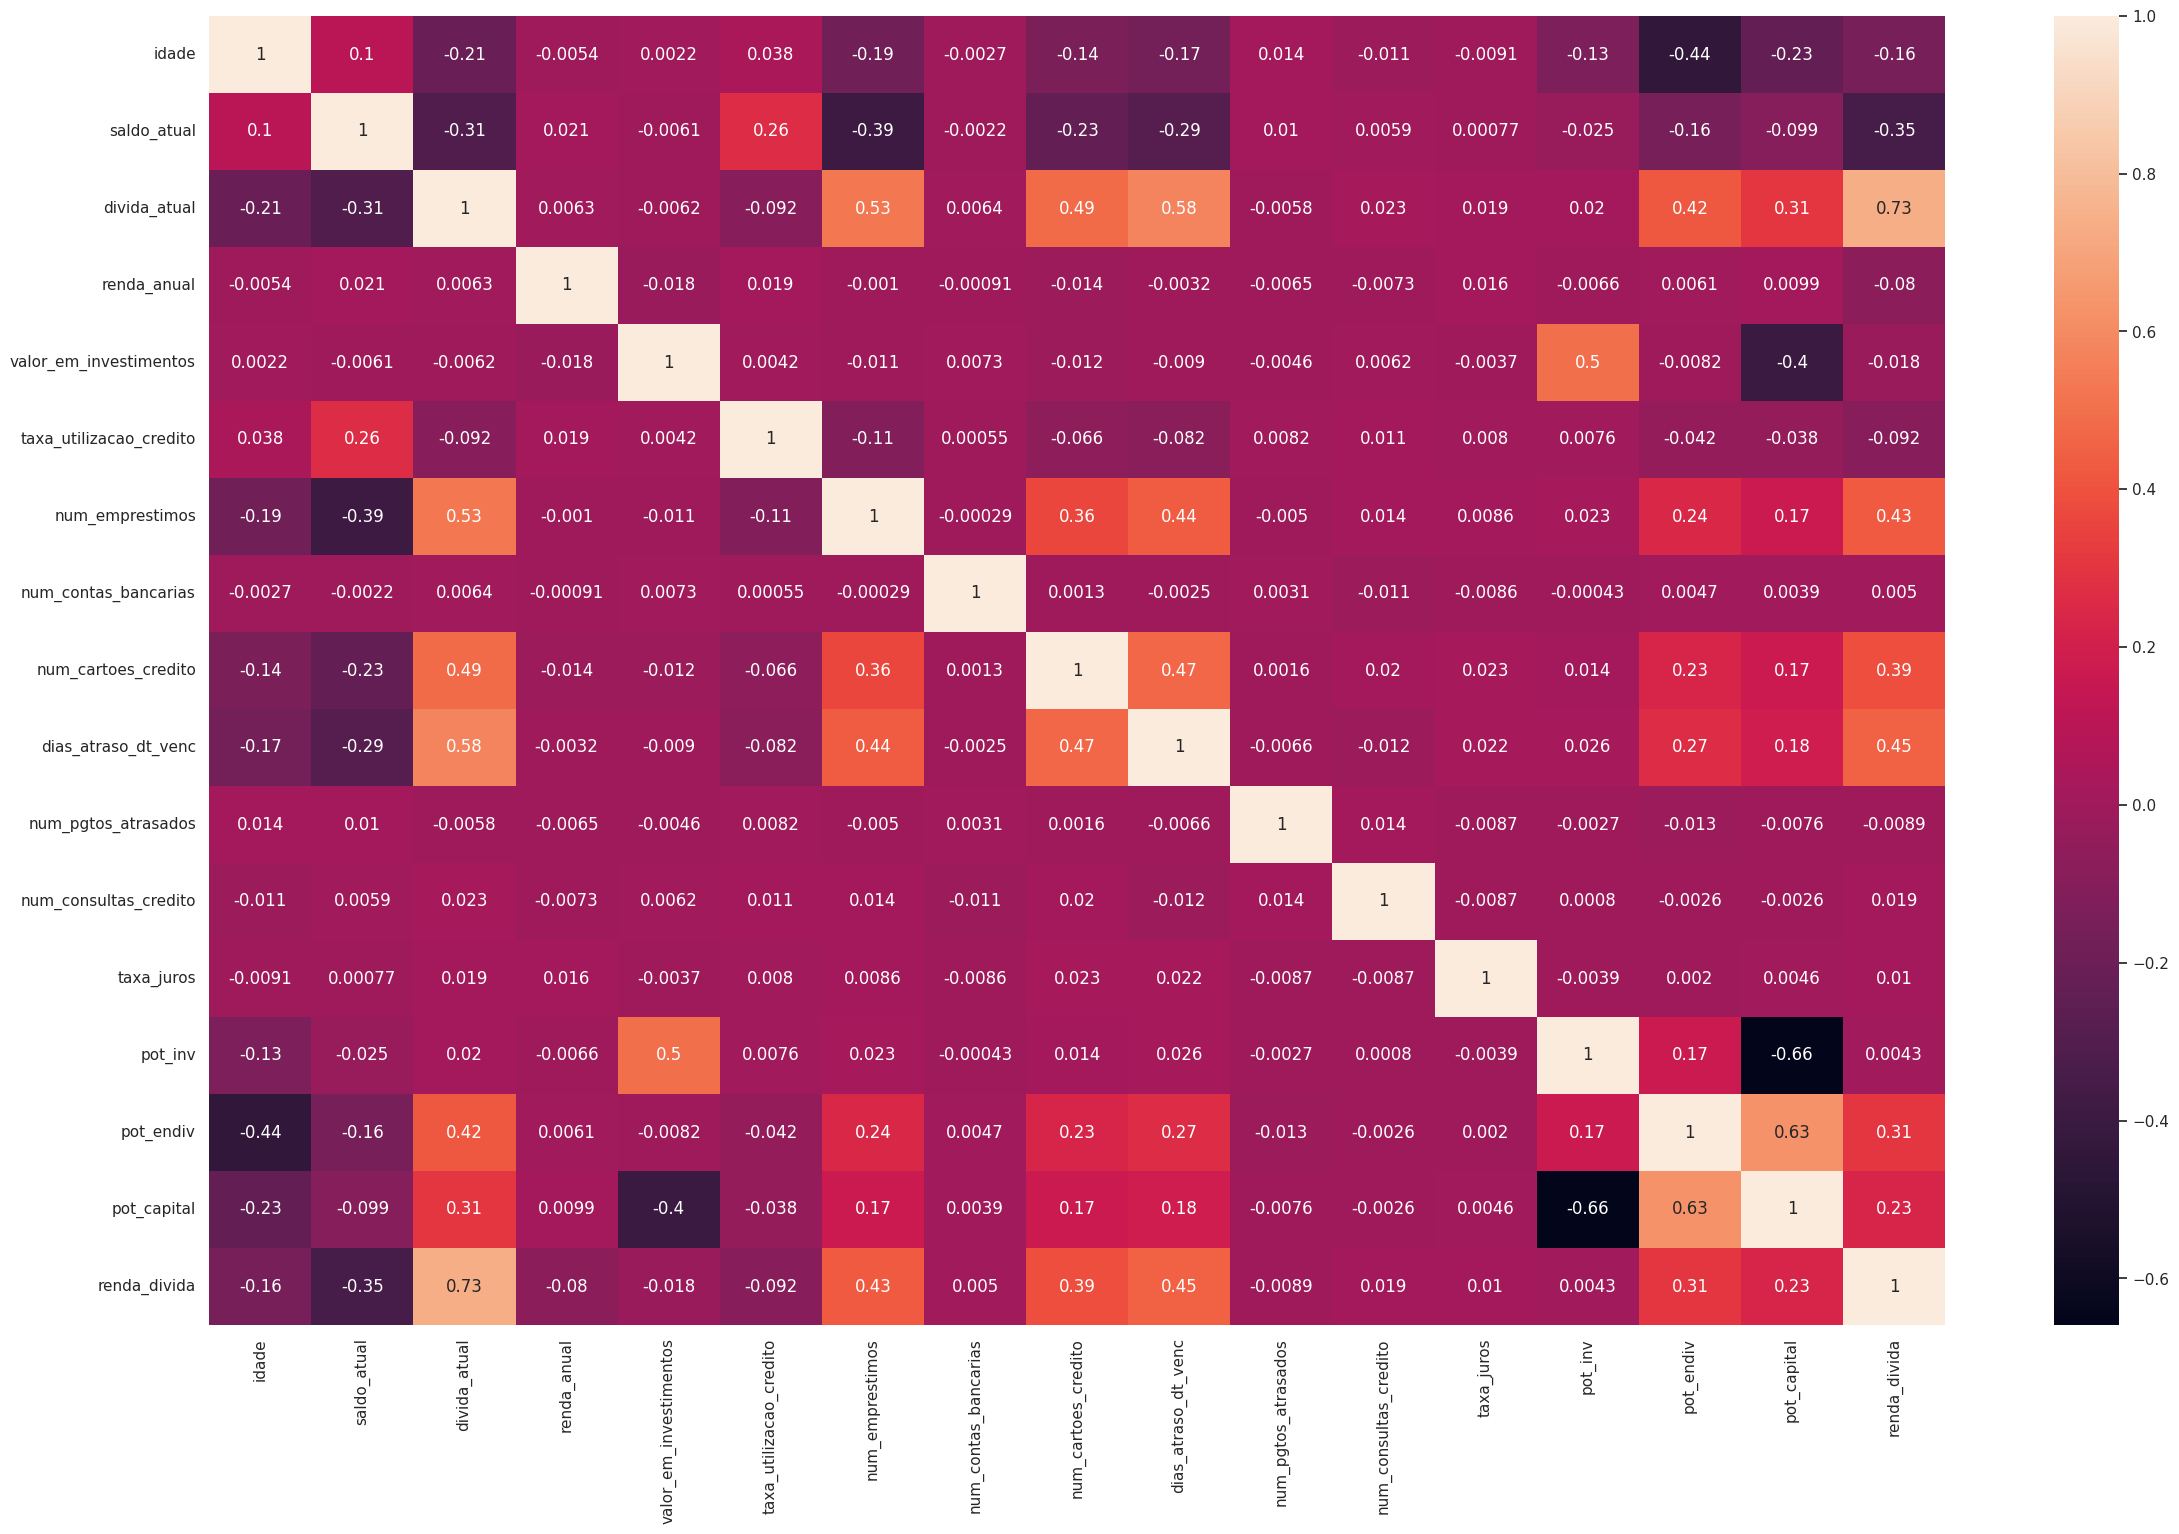 idade 1 0.1 -0.21 -0.0054 0.0022 0.038 -0.19 -0.0027 -0.14 -0.17 0.014 -0.011 -0.0091 -0.13 -0.44 -0.23 -0.16
saldo_atual 0.1 1 -0.31 0.021 -0.0061 0.26 -0.39 -0.0022 -0.23 -0.29 0.01 0.0059 0.00077 -0.025 -0.16 -0.099 -0.35
divida_atual -0.21 -0.31 1 0.0063 -0.0062 -0.092 0.53 0.0064 0.49 0.58 -0.0058 0.023 0.019 0.02 0.42 0.31 0.73
renda_anual -0.0054 0.021 0.0063 1 -0.018 0.019 -0.001 -0.00091 -0.014 -0.0032 -0.0065 -0.0073 0.016 -0.0066 0.0061 0.0099 -0.08
valor_em_investimentos 0.0022 -0.0061 -0.0062 -0.018 1 0.0042 -0.011 0.0073 -0.012 -0.009 -0.0046 0.0062 -0.0037 0.5 -0.0082 -0.4 -0.018
taxa_utilizacao_credito 0.038 0.26 -0.092 0.019 0.0042 1 -0.11 0.00055 -0.066 -0.082 0.0082 0.011 0.008 0.0076 -0.042 -0.038 -0.092
num_emprestimos -0.19 -0.39 0.53 -0.001 -0.011 -0.11 1 -0.00029 0.36 0.44 -0.005 0.014 0.0086 0.023 0.24 0.17 0.43
num_contas_bancarias -0.0027 -0.0022 0.0064 -0.00091 0.0073 0.00055 -0.00029 1 0.0013 -0.0025 0.0031 -0.011 -0.0086 -0.00043 0.0047 0.0039 0.005
num_cartoes_credito -0.14 -0.23 0.49 -0.014 -0.012 -0.066 0.36 0.0013 1 0.47 0.0016 0.02 0.023 0.014 0.23 0.17 0.39
dias_atraso_dt_venc -0.17 -0.29 0.58 -0.0032 -0.009 -0.082 0.44 -0.0025 0.47 1 -0.0066 -0.012 0.022 0.026 0.27 0.18 0.45
num_pgtos_atrasados 0.014 0.01 -0.0058 -0.0065 -0.0046 0.0082 -0.005 0.0031 0.0016 -0.0066 1 0.014 -0.0087 -0.0027 -0.013 -0.0076 -0.0089
num_consultas_credito -0.011 0.0059 0.023 -0.0073 0.0062 0.011 0.014 -0.011 0.02 -0.012 0.014 1 -0.0087 0.0008 -0.0026 -0.0026 0.019
taxa_juros -0.0091 0.00077 0.019 0.016 -0.0037 0.008 0.0086 -0.0086 0.023 0.022 -0.0087 -0.0087 1 -0.0039 0.002 0.0046 0.01
pot_inv -0.13 -0.025 0.02 -0.0066 0.5 0.0076 0.023 -0.00043 0.014 0.026 -0.0027 0.0008 -0.0039 1 0.17 -0.66 0.0043
pot_endiv -0.44 -0.16 0.42 0.0061 -0.0082 -0.042 0.24 0.0047 0.23 0.27 -0.013 -0.0026 0.002 0.17 1 0.63 0.31
pot_capital -0.23 -0.099 0.31 0.0099 -0.4 -0.038 0.17 0.0039 0.17 0.18 -0.0076 -0.0026 0.0046 -0.66 0.63 1 0.23
renda_divida -0.16 -0.35 0.73 -0.08 -0.018 -0.092 0.43 0.005 0.39 0.45 -0.0089 0.019 0.01 0.0043 0.31 0.23 1
idade
saldo_atual
divida_atual
renda_anual
valor_em_investimentos
taxa_utilizacao_credito
num_emprestimos
num_contas_bancarias
num_cartoes_credito
dias_atraso_dt_venc
num_pgtos_atrasados
num_consultas_credito
taxa_juros
pot_inv
pot_endiv
pot_capital
renda_divida
1.0
0.8
0.6
0.4
0.2
0.0
−0.2
−0.4
−0.6